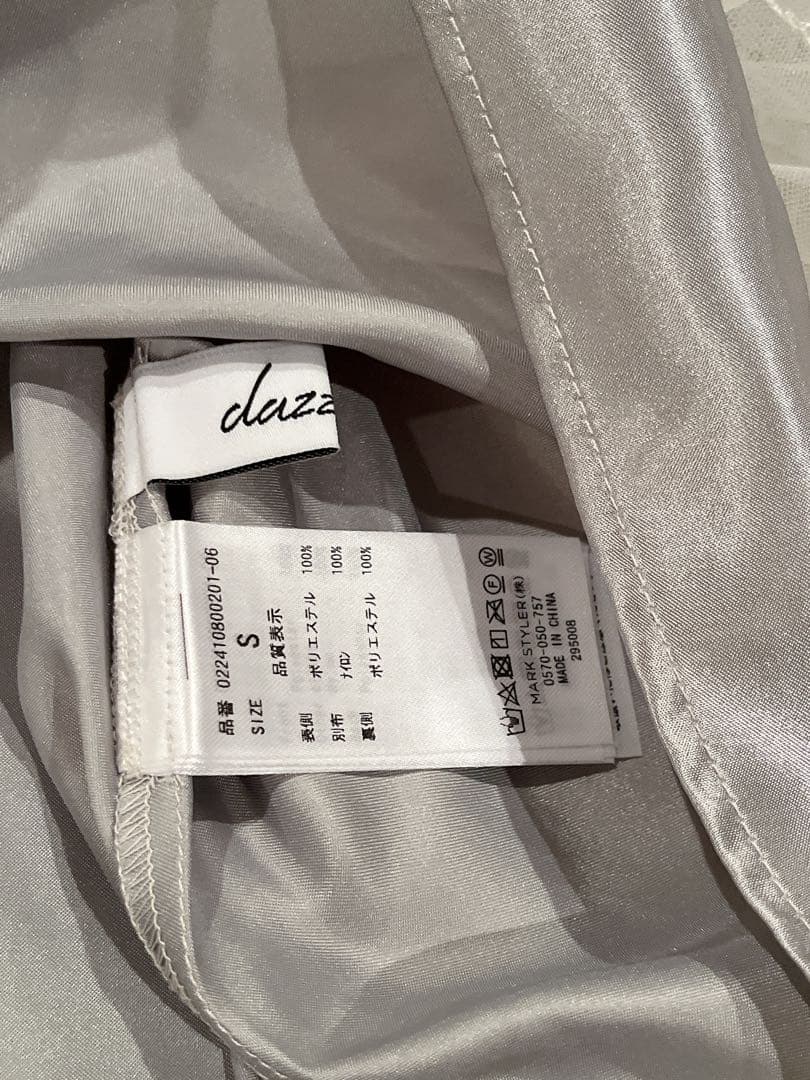 dazz
品番 022410800201-06
SIZE S
品質表示
表側 ポリエステル 100%
別布 ナイロン 100%
裏側 ポリエステル 100%
MARK STYLER(株)
0570-050-757
MADE IN CHINA
295008